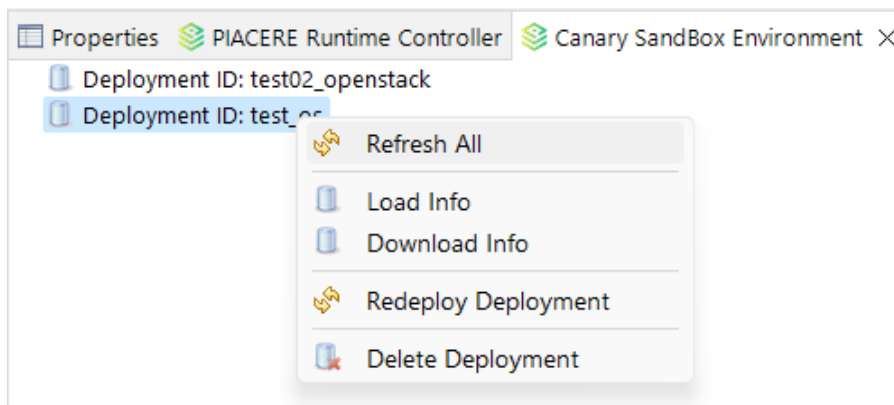 Properties PIACERE Runtime Controller Canary SandBox Environment
Deployment ID: test02_openstack
Deployment ID: test_os
Refresh All
Load Info
Download Info
Redeploy Deployment
Delete Deployment